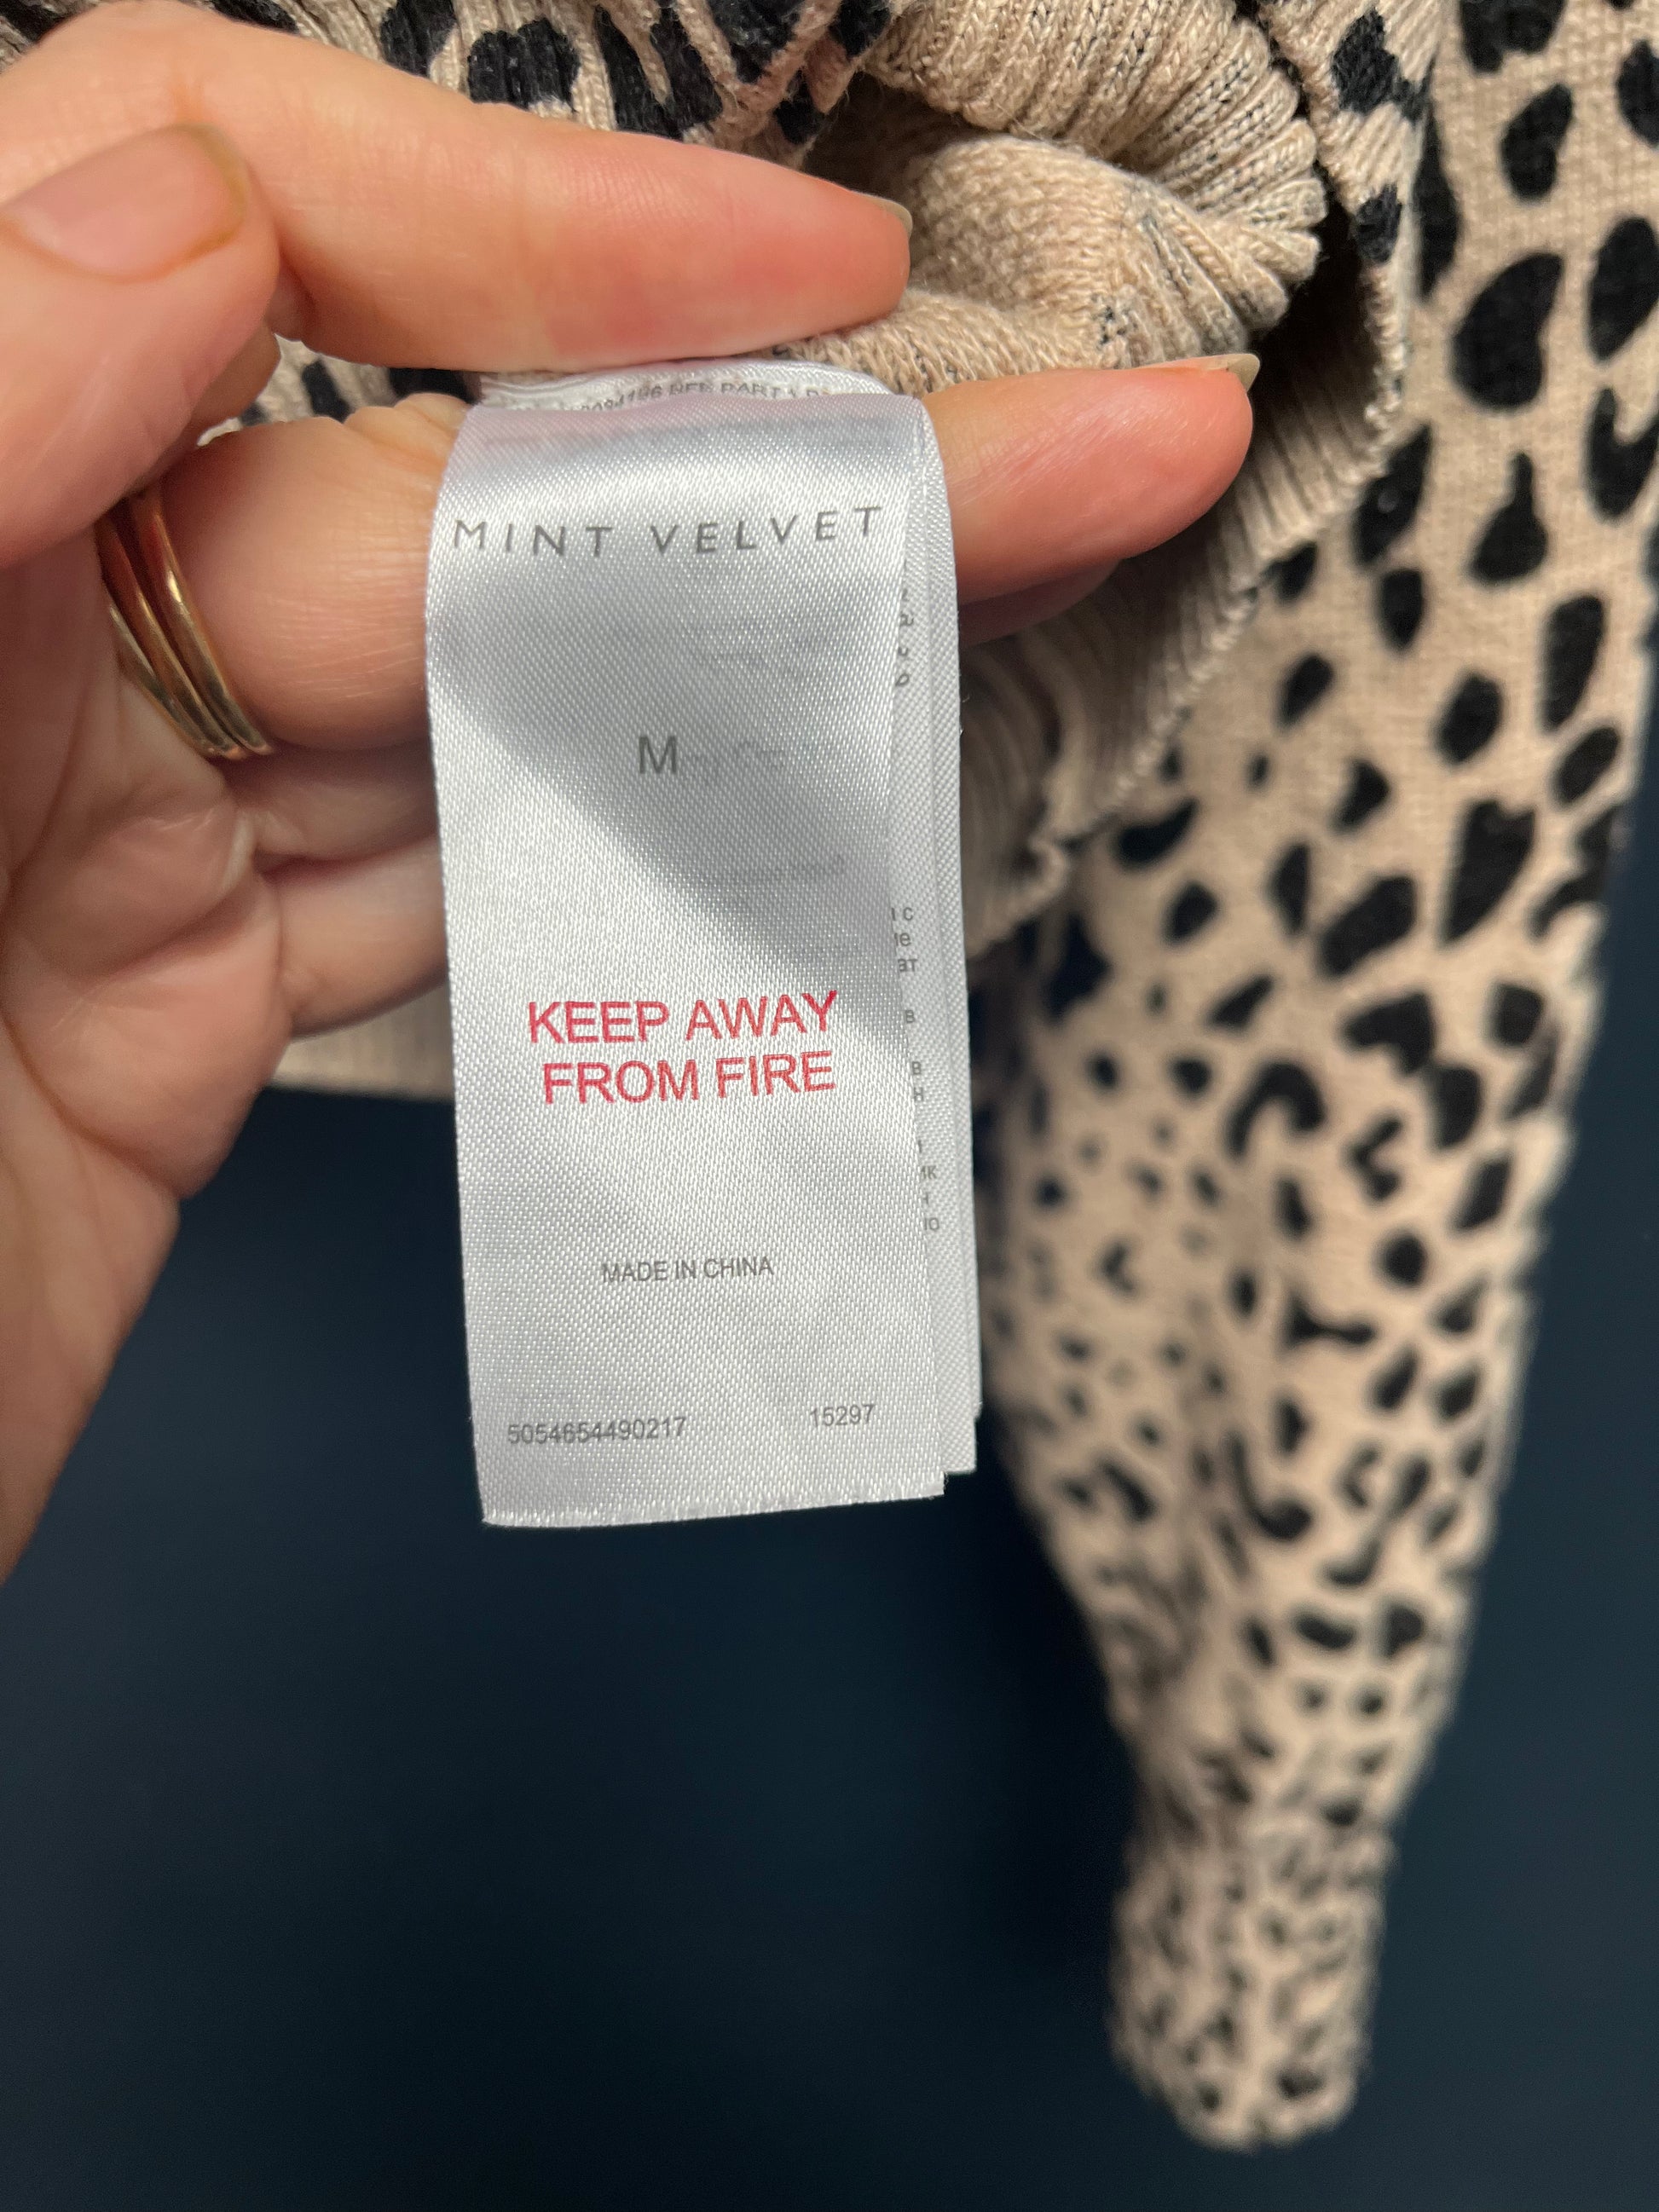 MINT VELVET
M
KEEP AWAY
FROM FIRE
MADE IN CHINA
5054654490217 15297